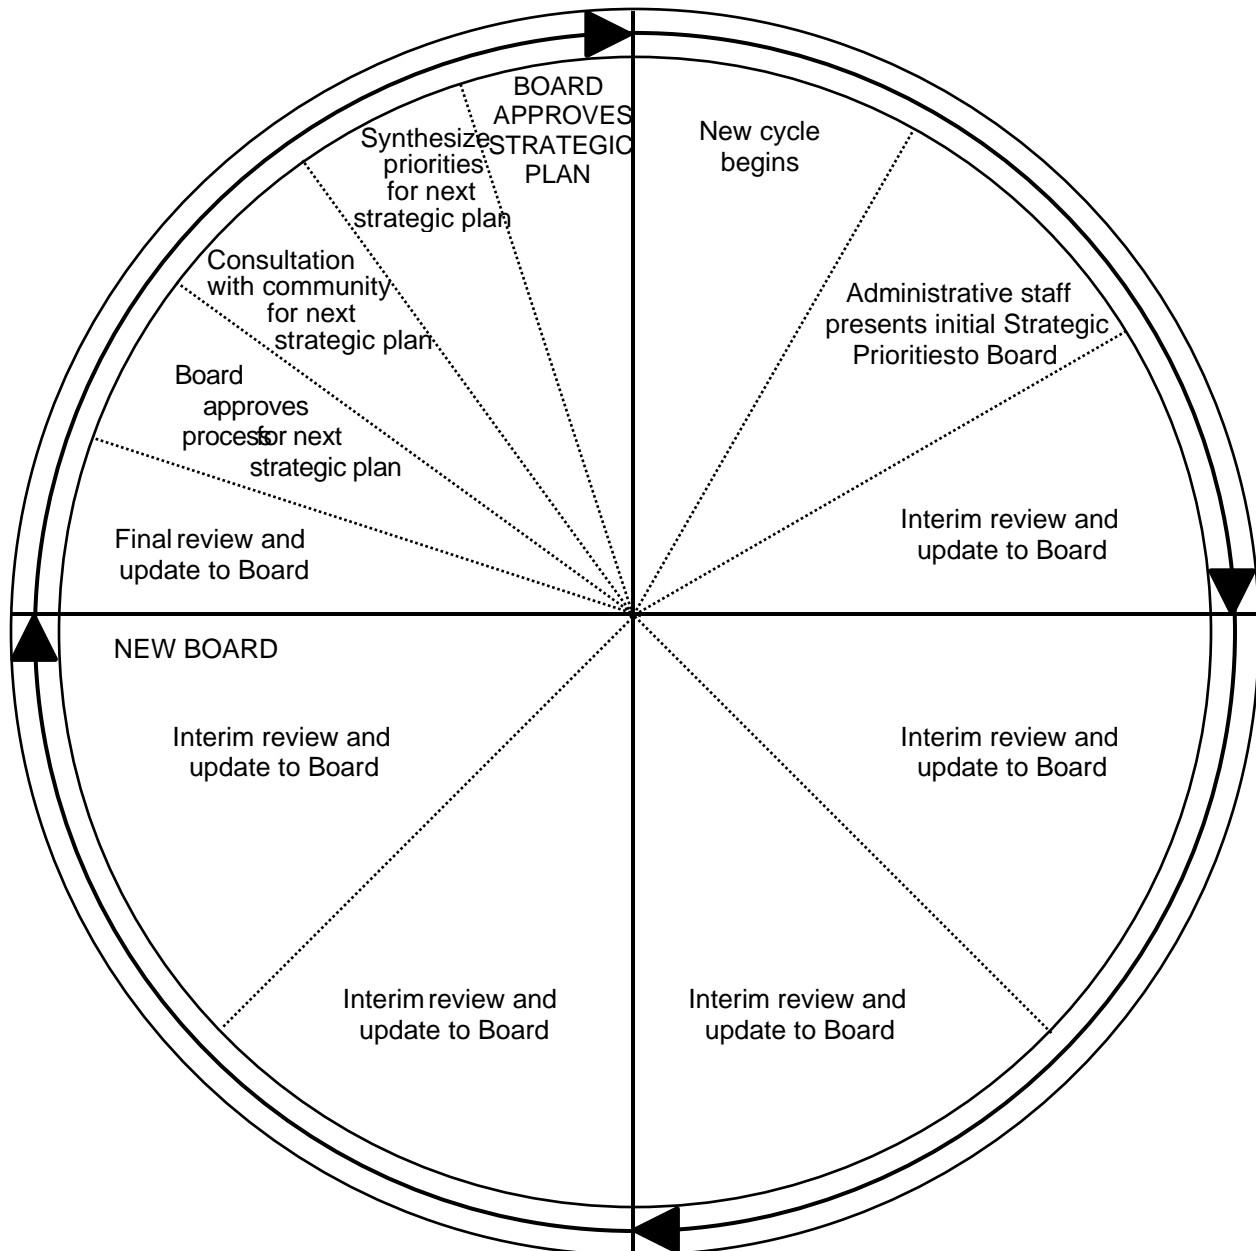 BOARD
APPROVES
STRATEGIC
PLAN
New cycle
begins
Administrative staff
presents initial Strategic
Prioritiesto Board
Interim review and
update to Board
Interim review and
update to Board
Interim review and
update to Board
Interim review and
update to Board
Interim review and
update to Board
NEW BOARD
Final review and
update to Board
Board
approves
process for next
strategic plan
Consultation
with community
for next
strategic plan
Synthesize
priorities
for next
strategic plan